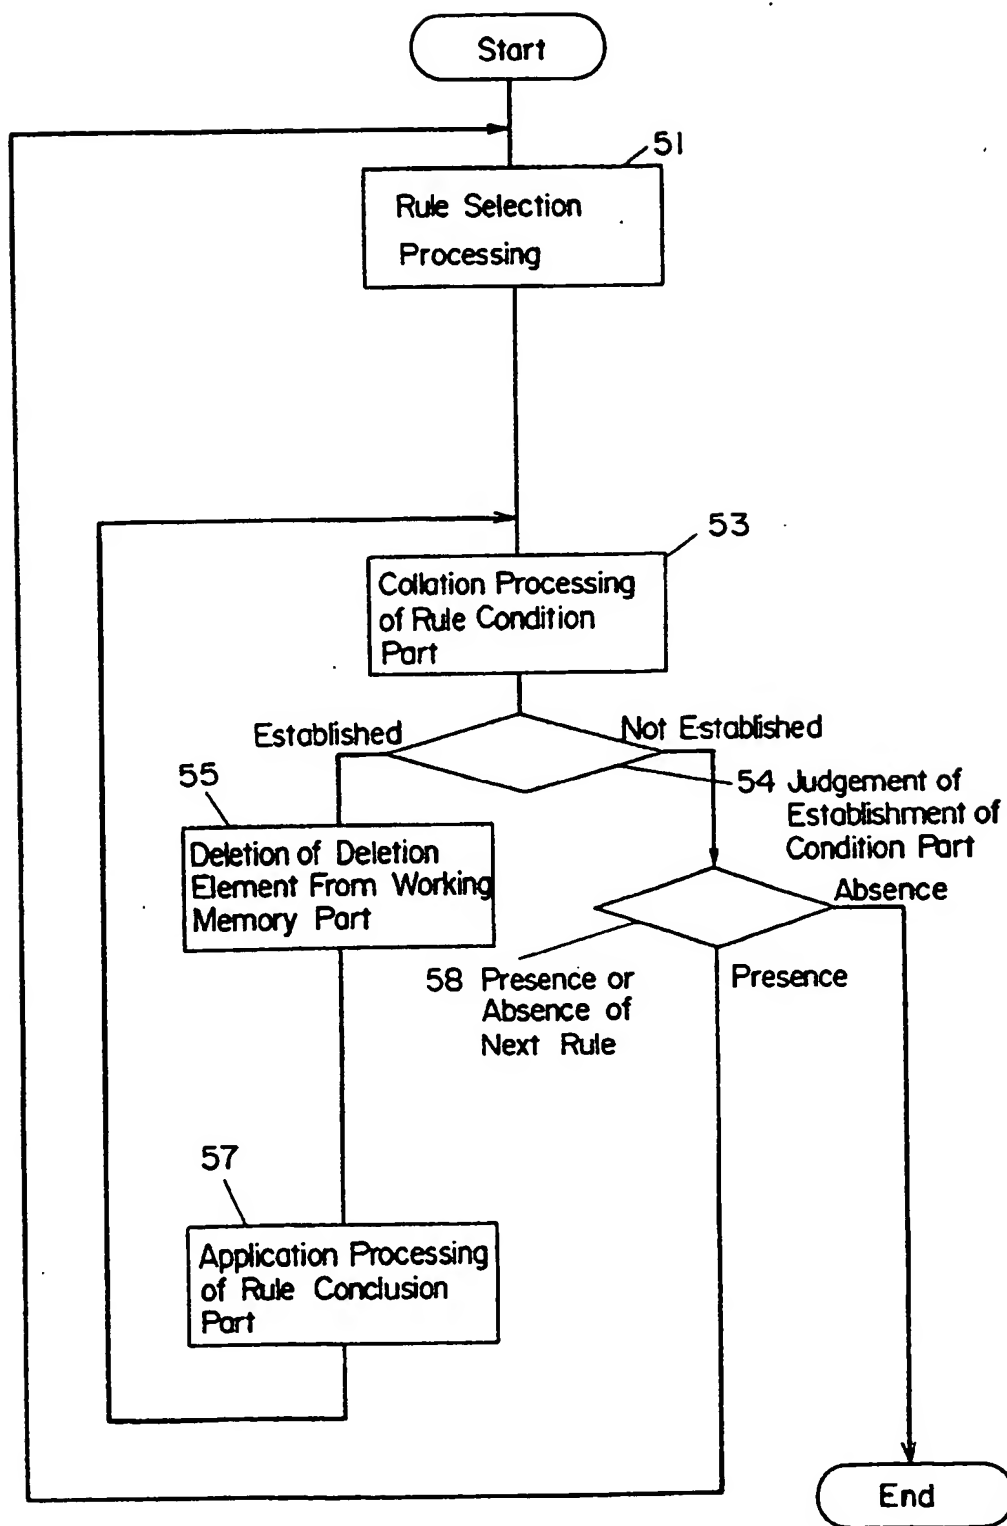 Start
51
Rule Selection
Processing
53
Collation Processing
of Rule Condition
Part
Established
Not Established
54 Judgement of
Establishment of
Condition Part
55
Deletion of Deletion
Element From Working
Memory Part
Absence
58 Presence or
Absence of
Next Rule
Presence
57
Application Processing
of Rule Conclusion
Part
End